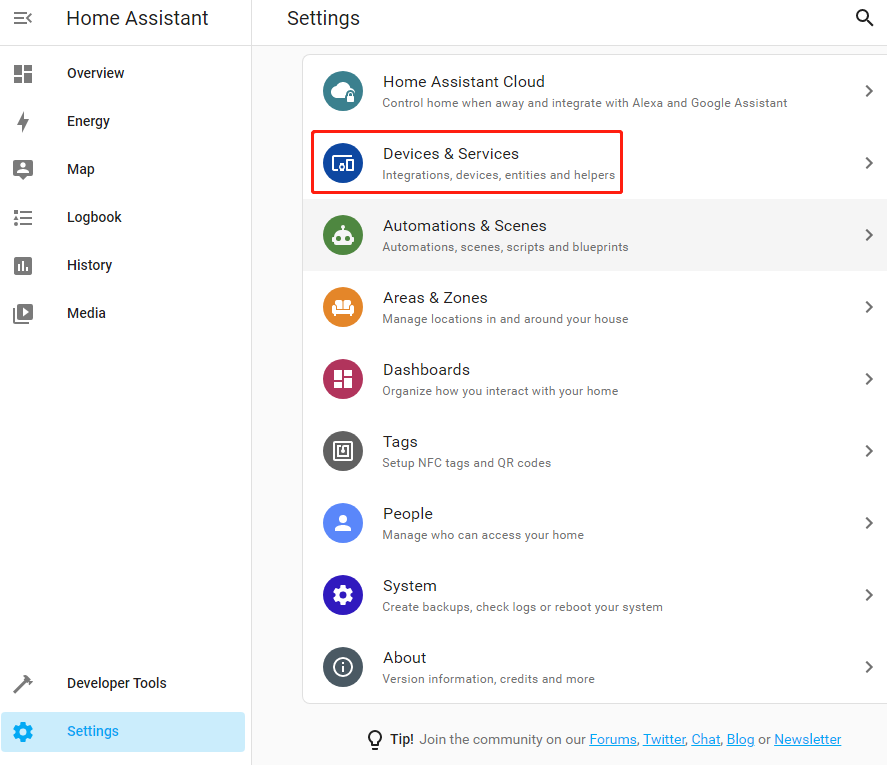 Home Assistant
Settings
Overview
Energy
Map
Logbook
History
Media
Developer Tools
Settings
Home Assistant Cloud
Control home when away and integrate with Alexa and Google Assistant
Devices & Services
Integrations, devices, entities and helpers
Automations & Scenes
Automations, scenes, scripts and blueprints
Areas & Zones
Manage locations in and around your house
Dashboards
Organize how you interact with your home
Tags
Setup NFC tags and QR codes
People
Manage who can access your home
System
Create backups, check logs or reboot your system
About
Version information, credits and more
Tip! Join the community on our Forums, Twitter, Chat, Blog or Newsletter